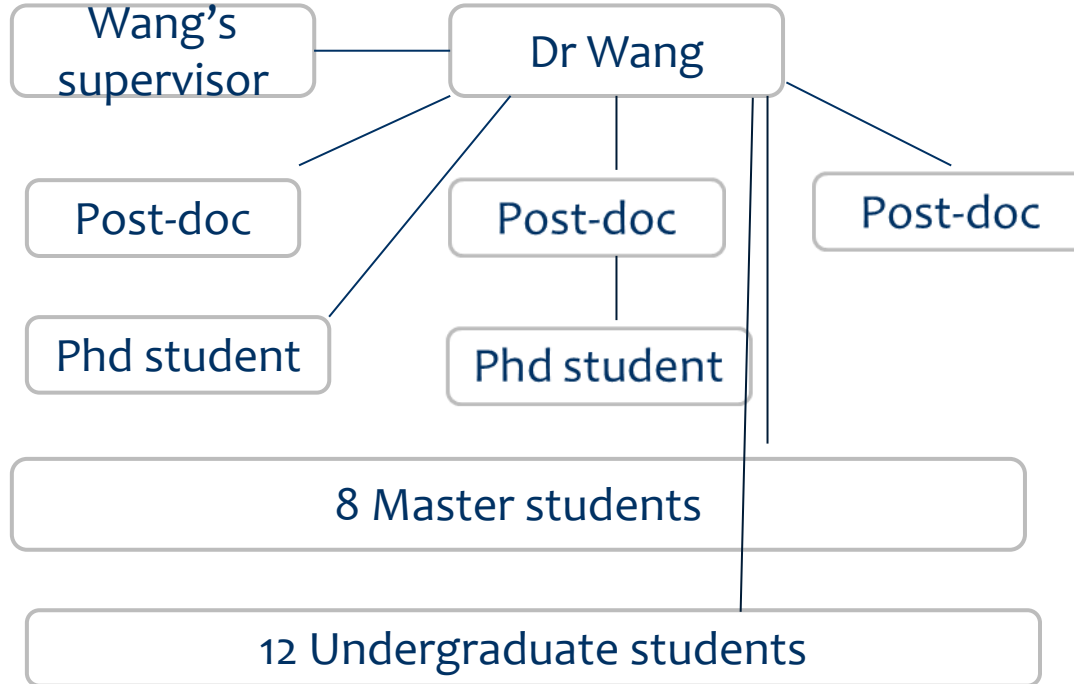 Wang’s
supervisor
Dr Wang
Post-doc
Post-doc
Post-doc
Phd student
Phd student
8 Master students
12 Undergraduate students